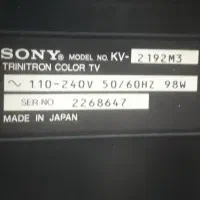 SONY® MODEL NO. KV-2192M3
TRINITRON COLOR TV
~ 110-240V 50/60HZ 98W
SER·NO 2268647
MADE IN JAPAN